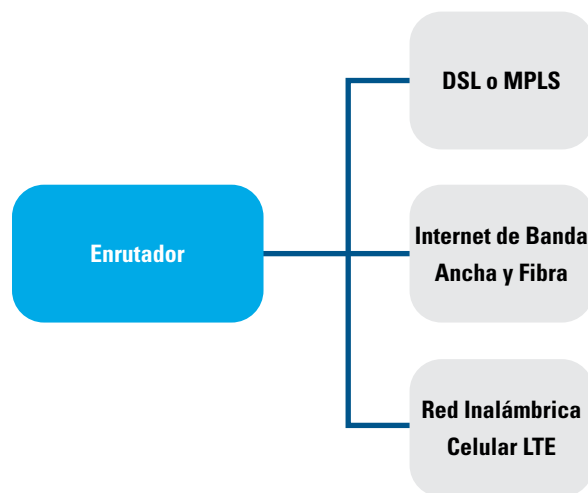 DSL o MPLS
Enrutador
Internet de Banda
Ancha y Fibra
Red Inalámbrica
Celular LTE